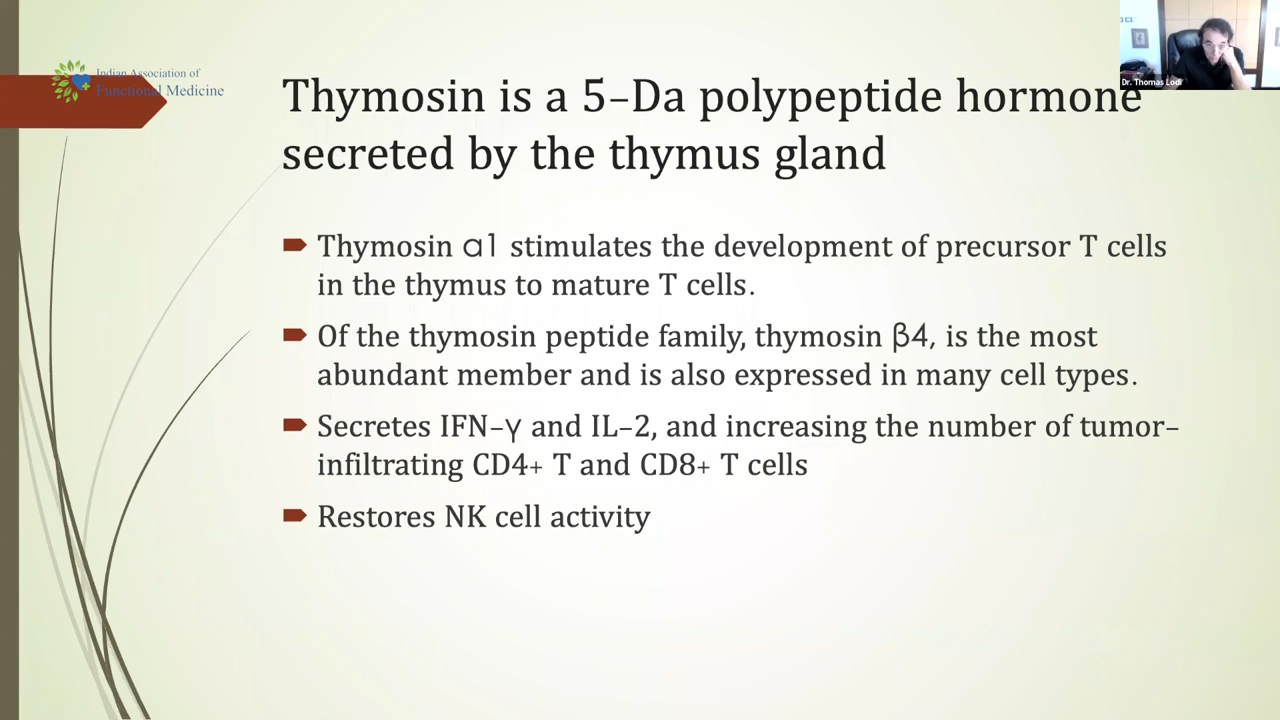 Indian Association of
Functional Medicine
Dr. Thomas Lodi
Thymosin is a 5–Da polypeptide hormone
secreted by the thymus gland
Thymosin α1 stimulates the development of precursor T cells
in the thymus to mature T cells.
Of the thymosin peptide family, thymosin β4, is the most
abundant member and is also expressed in many cell types.
Secretes IFN–γ and IL–2, and increasing the number of tumor–
infiltrating CD4+ T and CD8+ T cells
Restores NK cell activity